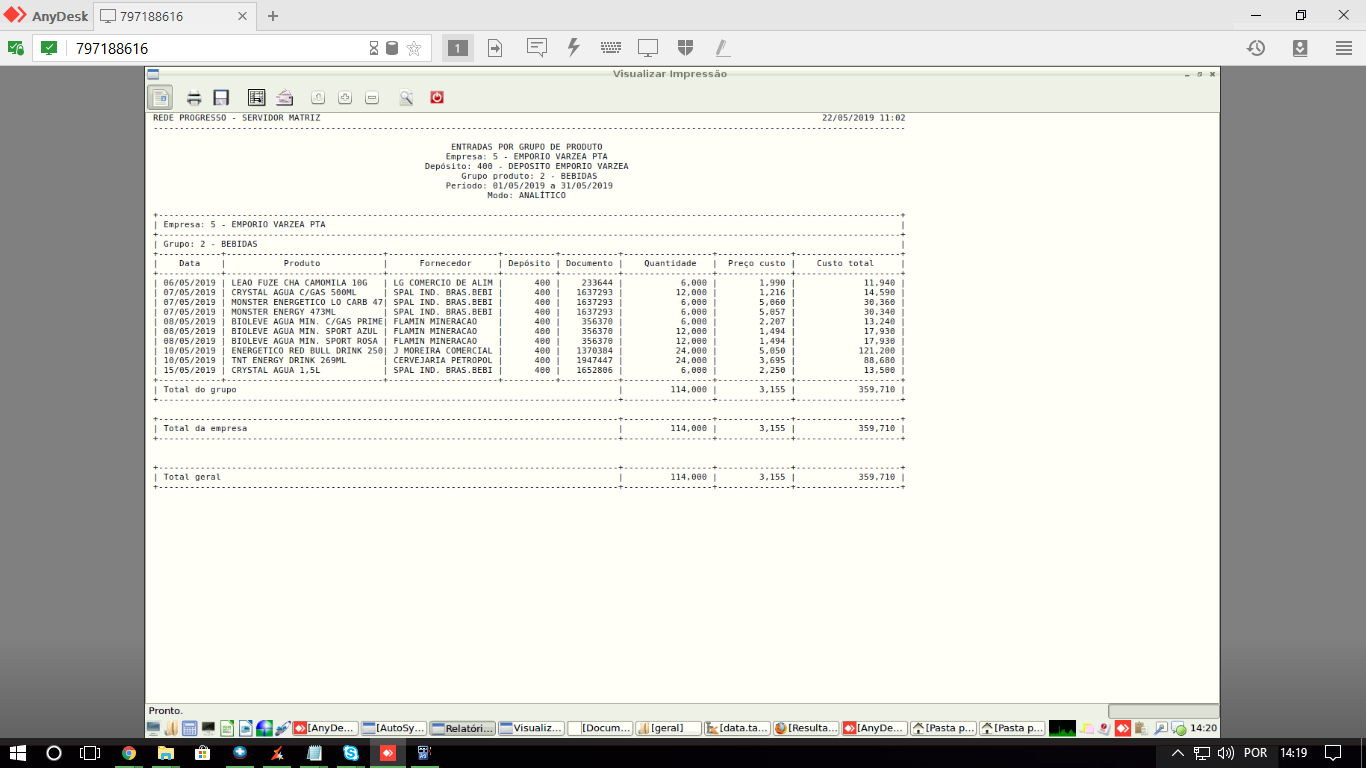 AnyDesk 797188616
797188616 1
Visualizar Impressão
REDE PROGRESSO - SERVIDOR MATRIZ 22/05/2019 11:02
ENTRADAS POR GRUPO DE PRODUTO
Empresa: 5 - EMPORIO VARZEA PTA
Depósito: 400 - DEPOSITO EMPORIO VARZEA
Grupo produto: 2 - BEBIDAS
Período: 01/05/2019 a 31/05/2019
Modo: ANALÍTICO
| Empresa: 5 - EMPORIO VARZEA PTA |
| Grupo: 2 - BEBIDAS |
| Data | Produto | Fornecedor | Depósito | Documento | Quantidade | Preço custo | Custo total |
| 06/05/2019 | LEAO FUZE CHA CAMOMILA 10G | LG COMERCIO DE ALIM | 400 | 233644 | 6,000 | 1,990 | 11,940 |
| 07/05/2019 | CRYSTAL AGUA C/GAS 500ML | SPAL IND. BRAS.BEBI | 400 | 1637293 | 12,000 | 1,216 | 14,590 |
| 07/05/2019 | MONSTER ENERGETICO LO CARB 47| SPAL IND. BRAS.BEBI | 400 | 1637293 | 6,000 | 5,060 | 30,360 |
| 07/05/2019 | MONSTER ENERGY 473ML | SPAL IND. BRAS.BEBI | 400 | 1637293 | 6,000 | 5,057 | 30,340 |
| 08/05/2019 | BIOLEVE AGUA MIN. C/GAS PRIME| FLAMIN MINERACAO | 400 | 356370 | 6,000 | 2,207 | 13,240 |
| 08/05/2019 | BIOLEVE AGUA MIN. SPORT AZUL | FLAMIN MINERACAO | 400 | 356370 | 12,000 | 1,494 | 17,930 |
| 08/05/2019 | BIOLEVE AGUA MIN. SPORT ROSA | FLAMIN MINERACAO | 400 | 356370 | 12,000 | 1,494 | 17,930 |
| 10/05/2019 | ENERGETICO RED BULL DRINK 250| J MOREIRA COMERCIAL | 400 | 1370384 | 24,000 | 5,050 | 121,200 |
| 10/05/2019 | TNT ENERGY DRINK 269ML | CERVEJARIA PETROPOL | 400 | 1947447 | 24,000 | 3,695 | 88,680 |
| 15/05/2019 | CRYSTAL AGUA 1,5L | SPAL IND. BRAS.BEBI | 400 | 1652806 | 6,000 | 2,250 | 13,500 |
| Total do grupo | 114,000 | 3,155 | 359,710 |
| Total da empresa | 114,000 | 3,155 | 359,710 |
| Total geral | 114,000 | 3,155 | 359,710 |
Pronto.
[AnyDe... [AutoSy... Relatóri... Visualiz... [Docum... [geral] [data.ta... [Resulta... [AnyDe... [Pasta p... [Pasta p... 14:20
POR 14:19